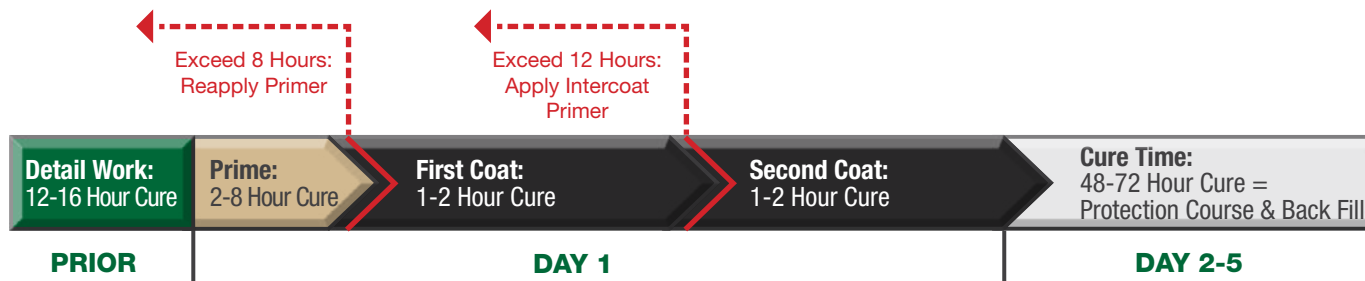 Exceed 8 Hours:
Reapply Primer
Exceed 12 Hours:
Apply Intercoat
Primer
Detail Work:
12-16 Hour Cure
Prime:
2-8 Hour Cure
First Coat:
1-2 Hour Cure
Second Coat:
1-2 Hour Cure
Cure Time:
48-72 Hour Cure =
Protection Course & Back Fill
PRIOR
DAY 1
DAY 2-5